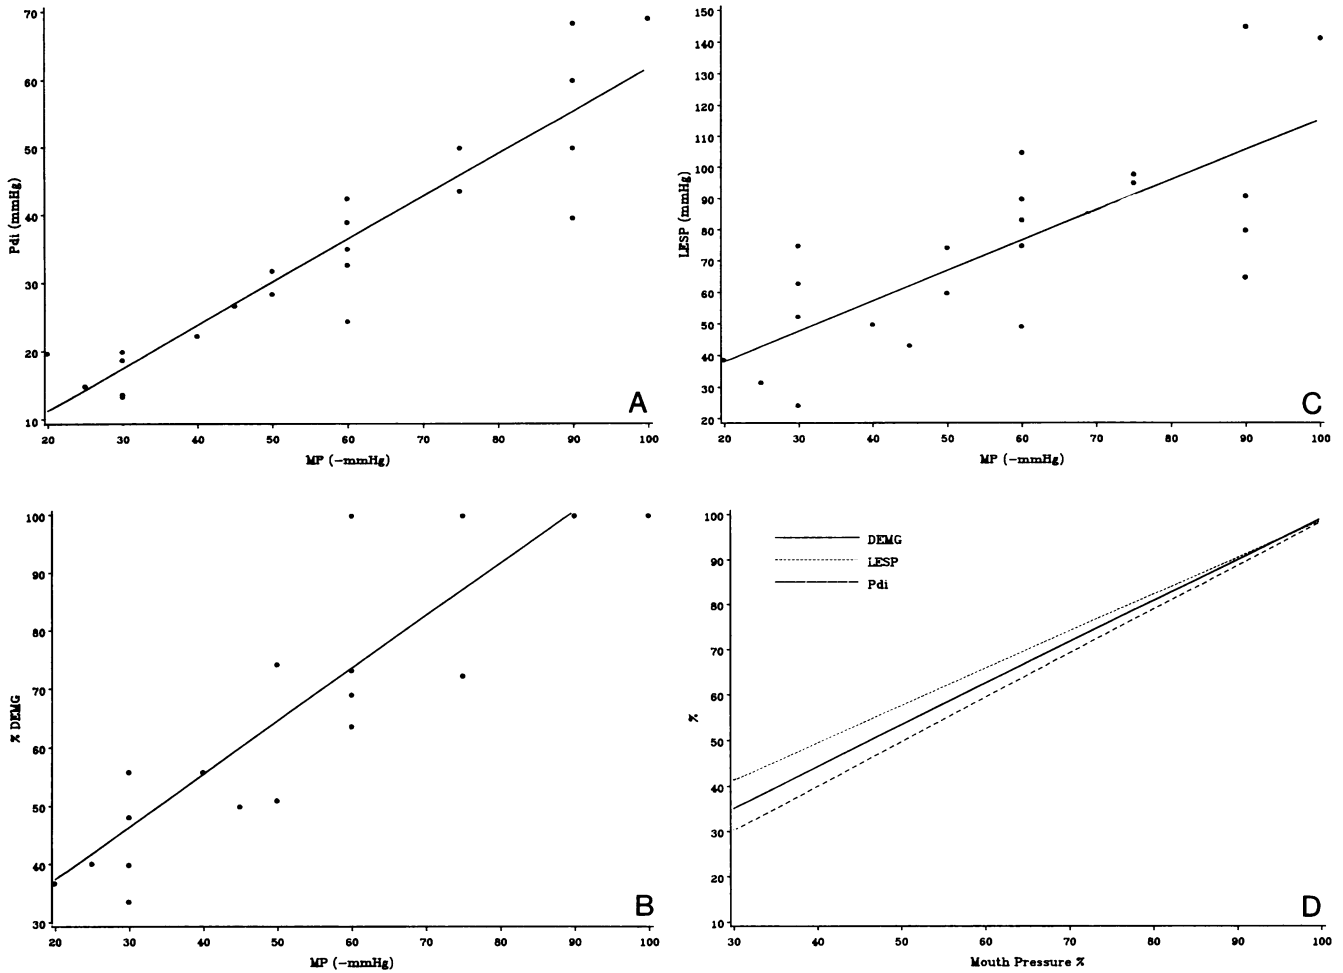 70
60
50
40
30
20
10
Pdi (mmHg)
20 30 40 50 60 70 80 90 100
MP (-mmHg)
A
150
140
130
120
110
100
90
80
70
60
50
40
30
20
LESP (mmHg)
20 30 40 50 60 70 80 90 100
MP (-mmHg)
C
100
90
80
70
60
50
40
30
% DEMG
20 30 40 50 60 70 80 90 100
MP (-mmHg)
B
100
90
80
70
60
50
40
30
20
10
%
DEMG
LESP
Pdi
30 40 50 60 70 80 90 100
Mouth Pressure %
D